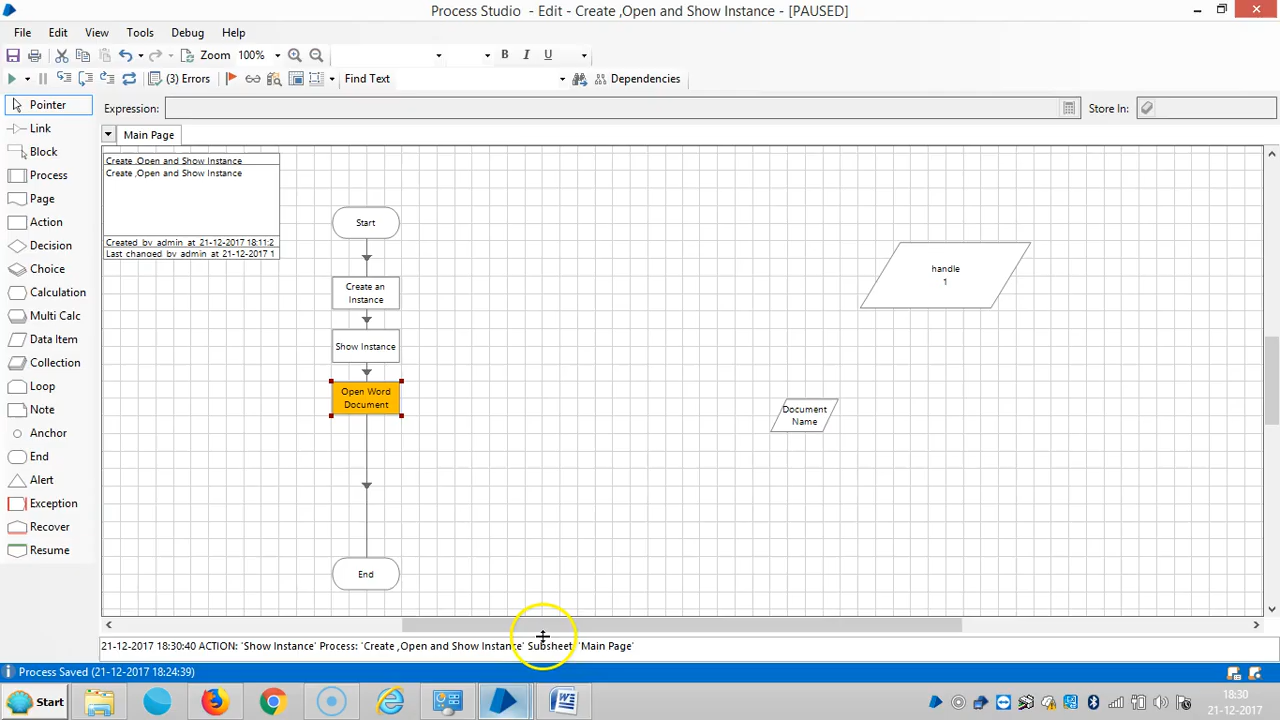 Process Studio - Edit - Create ,Open and Show Instance - [PAUSED]
File Edit View Tools Debug Help
Zoom 100% B I U
(3) Errors Find Text Dependencies
Pointer Expression: Store In:
Link
Main Page
Block
Process
Page
Action
Decision
Choice
Calculation
Multi Calc
Data Item
Collection
Loop
Note
Anchor
End
Alert
Exception
Recover
Resume
Create ,Open and Show Instance
Create ,Open and Show Instance
Created by admin at 21-12-2017 18:11:2
Last changed by admin at 21-12-2017 1
Start
Create an
Instance
Show Instance
Open Word
Document
End
handle
1
Document
Name
21-12-2017 18:30:40 ACTION: 'Show Instance' Process: 'Create ,Open and Show Instance' Subsheet: 'Main Page'
Process Saved (21-12-2017 18:24:39)
Start
18:30
21-12-2017